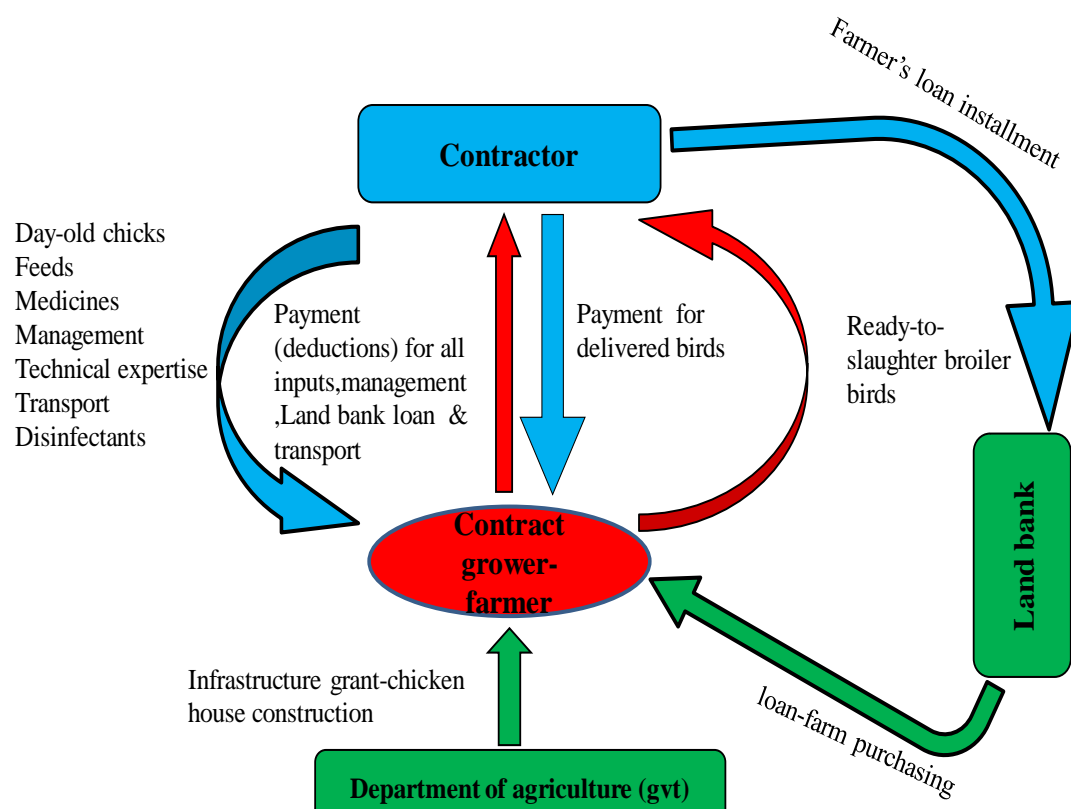 Farmer's loan installment
Contractor
Day-old chicks
Feeds
Medicines
Management
Technical expertise
Transport
Disinfectants
Payment
(deductions) for all
inputs,management
,Land bank loan &
transport
Payment for
delivered birds
Ready-to-
slaughter broiler
birds
Contract
grower-
farmer
Land bank
Infrastructure grant-chicken
house construction
loan-farm purchasing
Department of agriculture (gvt)